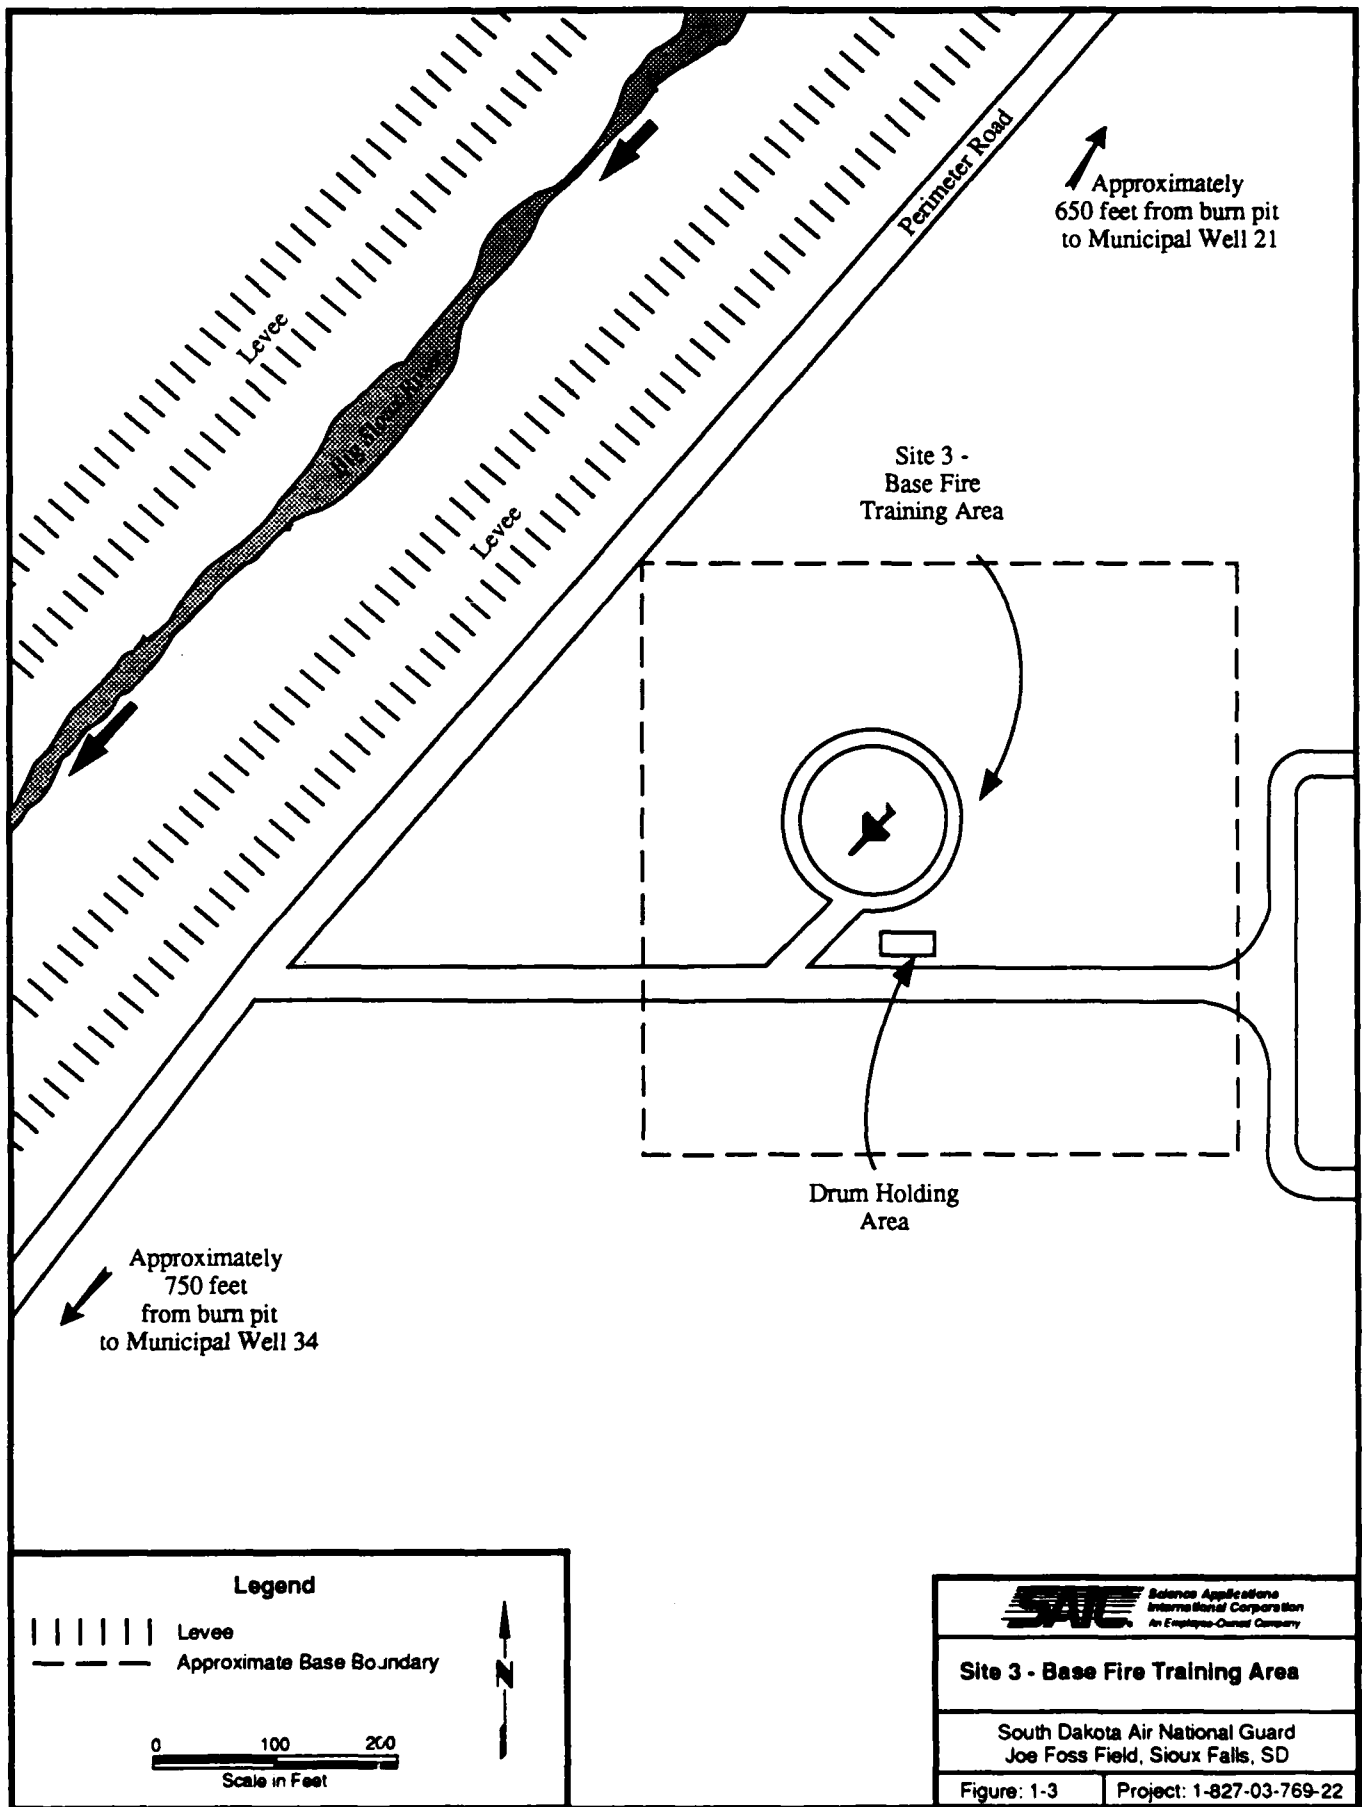 Perimeter Road
Approximately
650 feet from burn pit
to Municipal Well 21
Levee
Big Sioux River
Levee
Site 3 -
Base Fire
Training Area
Drum Holding
Area
Approximately
750 feet
from burn pit
to Municipal Well 34
Legend
Levee
Approximate Base Boundary
N
0 100 200
Scale in Feet
SAIC
Science Applications
International Corporation
An Employee-Owned Company
Site 3 - Base Fire Training Area
South Dakota Air National Guard
Joe Foss Field, Sioux Falls, SD
Figure: 1-3
Project: 1-827-03-769-22